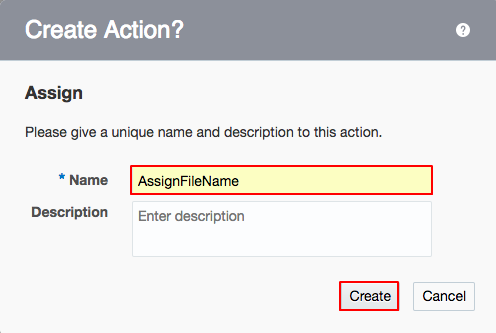 Create Action?
?
Assign
Please give a unique name and description to this action.
* Name
AssignFileName
Description
Enter description
Create
Cancel